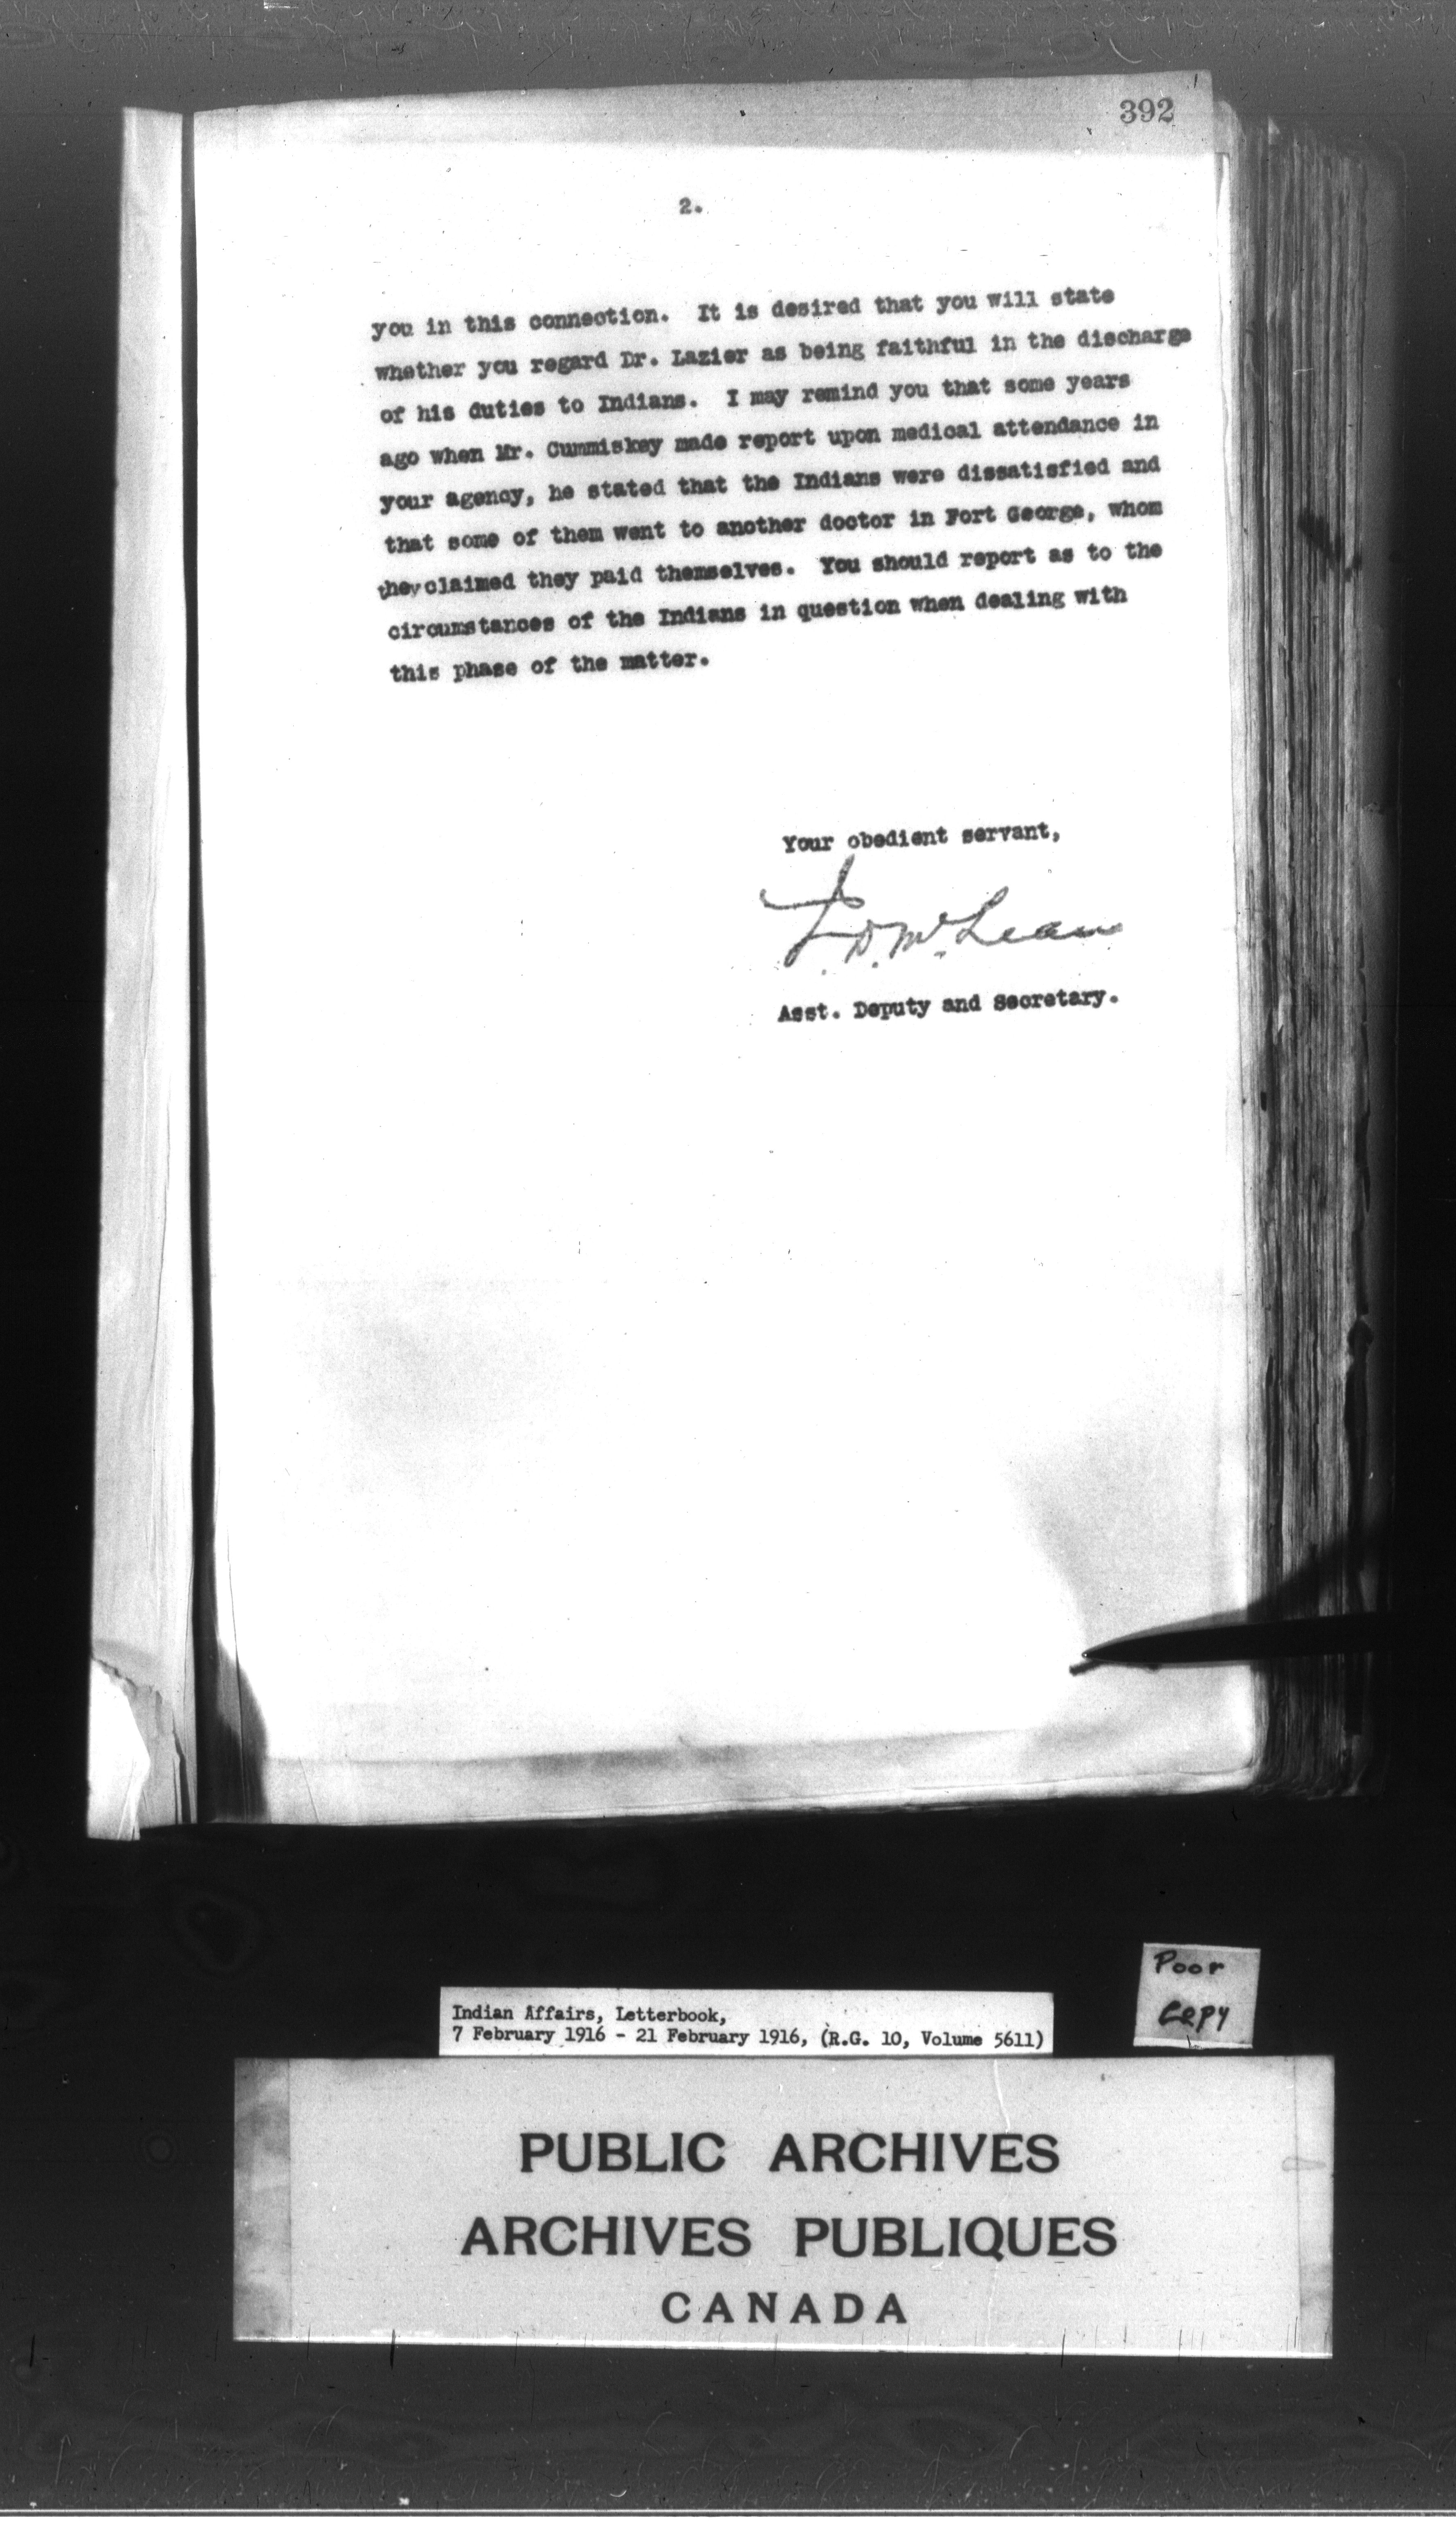 392
2.
you in this connection. It is desired that you will state
whether you regard Dr. Lazier as being faithful in the discharge
of his duties to Indians. I may remind you that some years
ago when Mr. Cummiskey made report upon medical attendance in
your agency, he stated that the Indians were dissatisfied and
that some of them went to another doctor in Fort George, whom
they claimed they paid themselves. You should report as to the
circumstances of the Indians in question when dealing with
this phase of the matter.
Your obedient servant,
J. D. McLean
Asst. Deputy and Secretary.
Poor
Copy
Indian Affairs, Letterbook,
7 February 1916 - 21 February 1916, (R.G. 10, Volume 5611)
PUBLIC ARCHIVES
ARCHIVES PUBLIQUES
CANADA